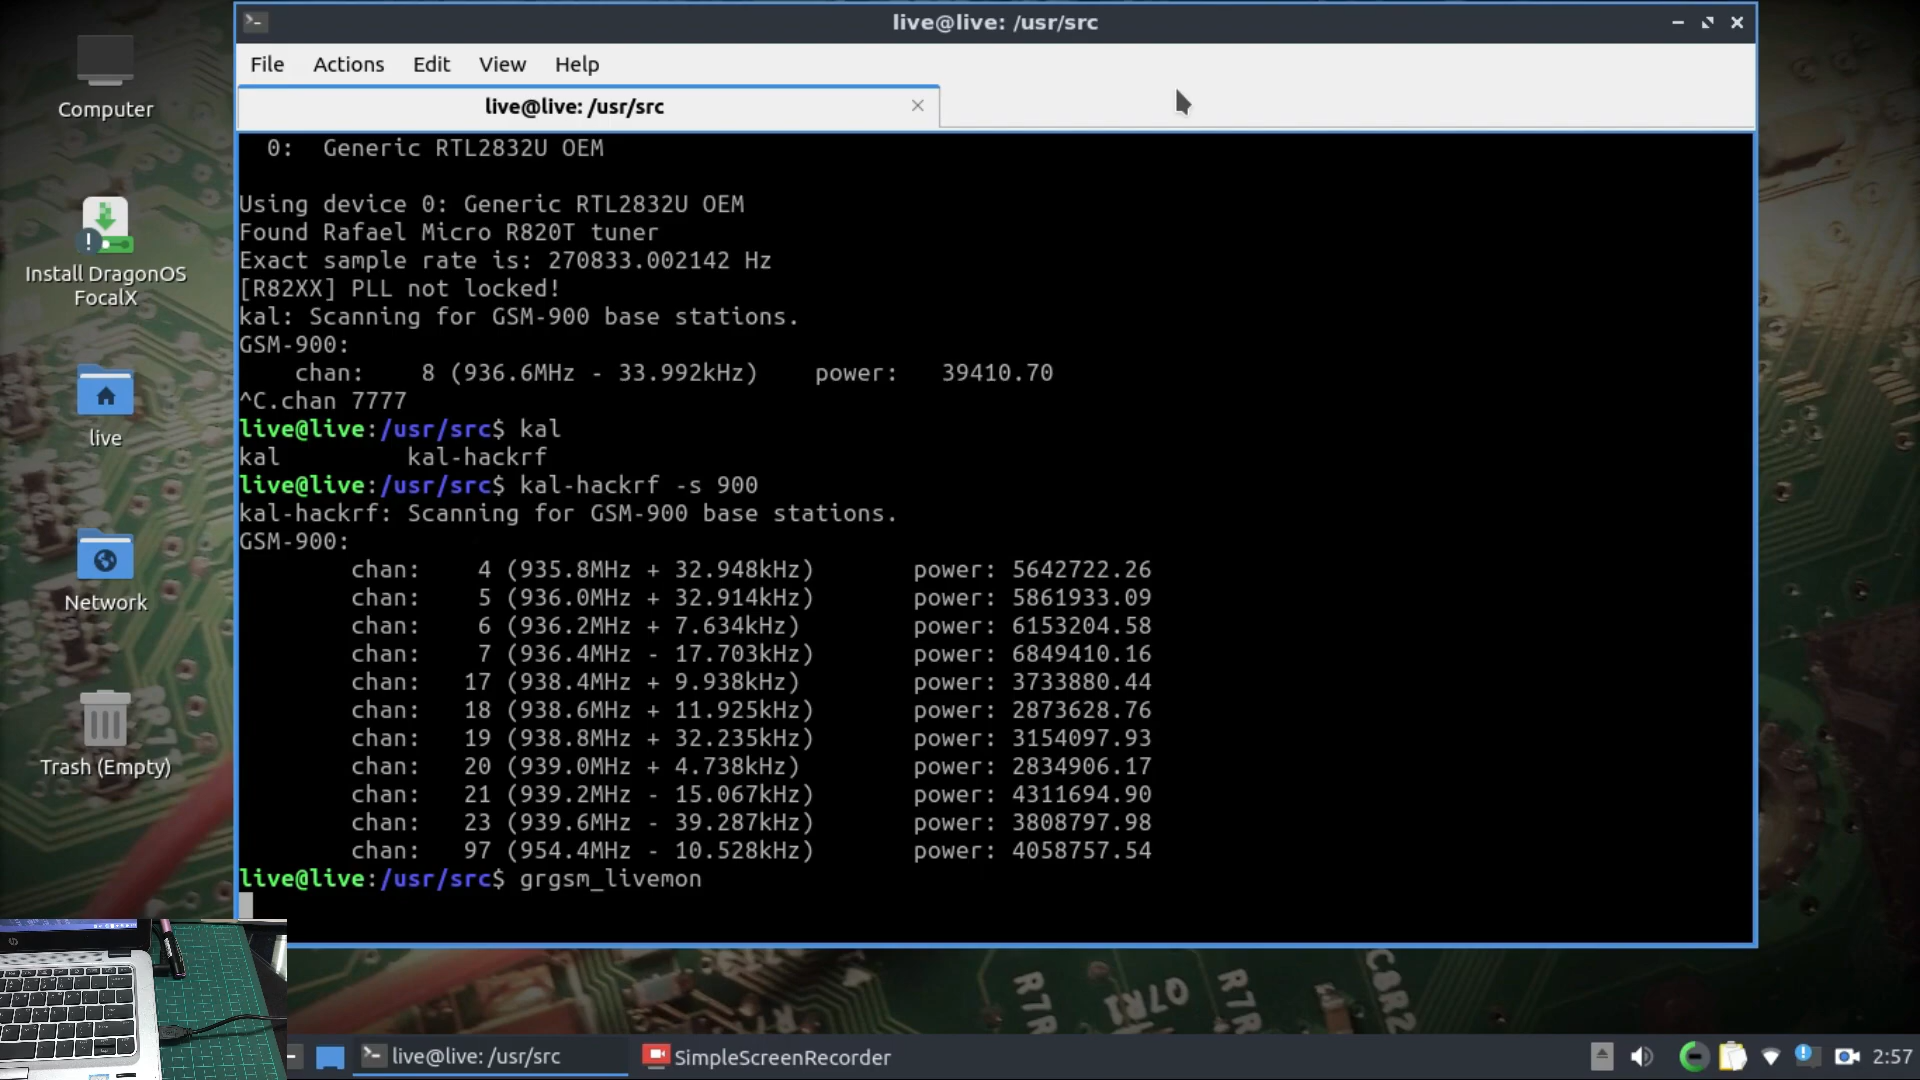 live@live: /usr/src
File Actions Edit View Help
live@live: /usr/src
0: Generic RTL2832U OEM
Using device 0: Generic RTL2832U OEM
Found Rafael Micro R820T tuner
Exact sample rate is: 270833.002142 Hz
[R82XX] PLL not locked!
kal: Scanning for GSM-900 base stations.
GSM-900:
chan: 8 (936.6MHz - 33.992kHz) power: 39410.70
^C.chan 7777
live@live:/usr/src$ kal
kal kal-hackrf
live@live:/usr/src$ kal-hackrf -s 900
kal-hackrf: Scanning for GSM-900 base stations.
GSM-900:
chan: 4 (935.8MHz + 32.948kHz) power: 5642722.26
chan: 5 (936.0MHz + 32.914kHz) power: 5861933.09
chan: 6 (936.2MHz + 7.634kHz) power: 6153204.58
chan: 7 (936.4MHz - 17.703kHz) power: 6849410.16
chan: 17 (938.4MHz + 9.938kHz) power: 3733880.44
chan: 18 (938.6MHz + 11.925kHz) power: 2873628.76
chan: 19 (938.8MHz + 32.235kHz) power: 3154097.93
chan: 20 (939.0MHz + 4.738kHz) power: 2834906.17
chan: 21 (939.2MHz - 15.067kHz) power: 4311694.90
chan: 23 (939.6MHz - 39.287kHz) power: 3808797.98
chan: 97 (954.4MHz - 10.528kHz) power: 4058757.54
live@live:/usr/src$ grgsm_livemon
Computer
Install DragonOS
FocalX
live
Network
Trash (Empty)
live@live: /usr/src
SimpleScreenRecorder
2:57